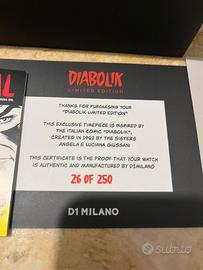 DIABOLIK
LIMITED EDITION
THANKS FOR PURCHASING YOUR
"DIABOLIK LIMITED EDITION"
THIS EXCLUSIVE TIMEPIECE IS INSPIRED BY
THE ITALIAN COMIC "DIABOLIK",
CREATED IN 1962 BY THE SISTERS
ANGELA E LUCIANA GIUSSANI
THIS CERTIFICATE IS THE PROOF THAT YOUR WATCH
IS AUTHENTIC AND MANUFACTURED BY D1MILANO
26 OF 250
D1 MILANO
subito